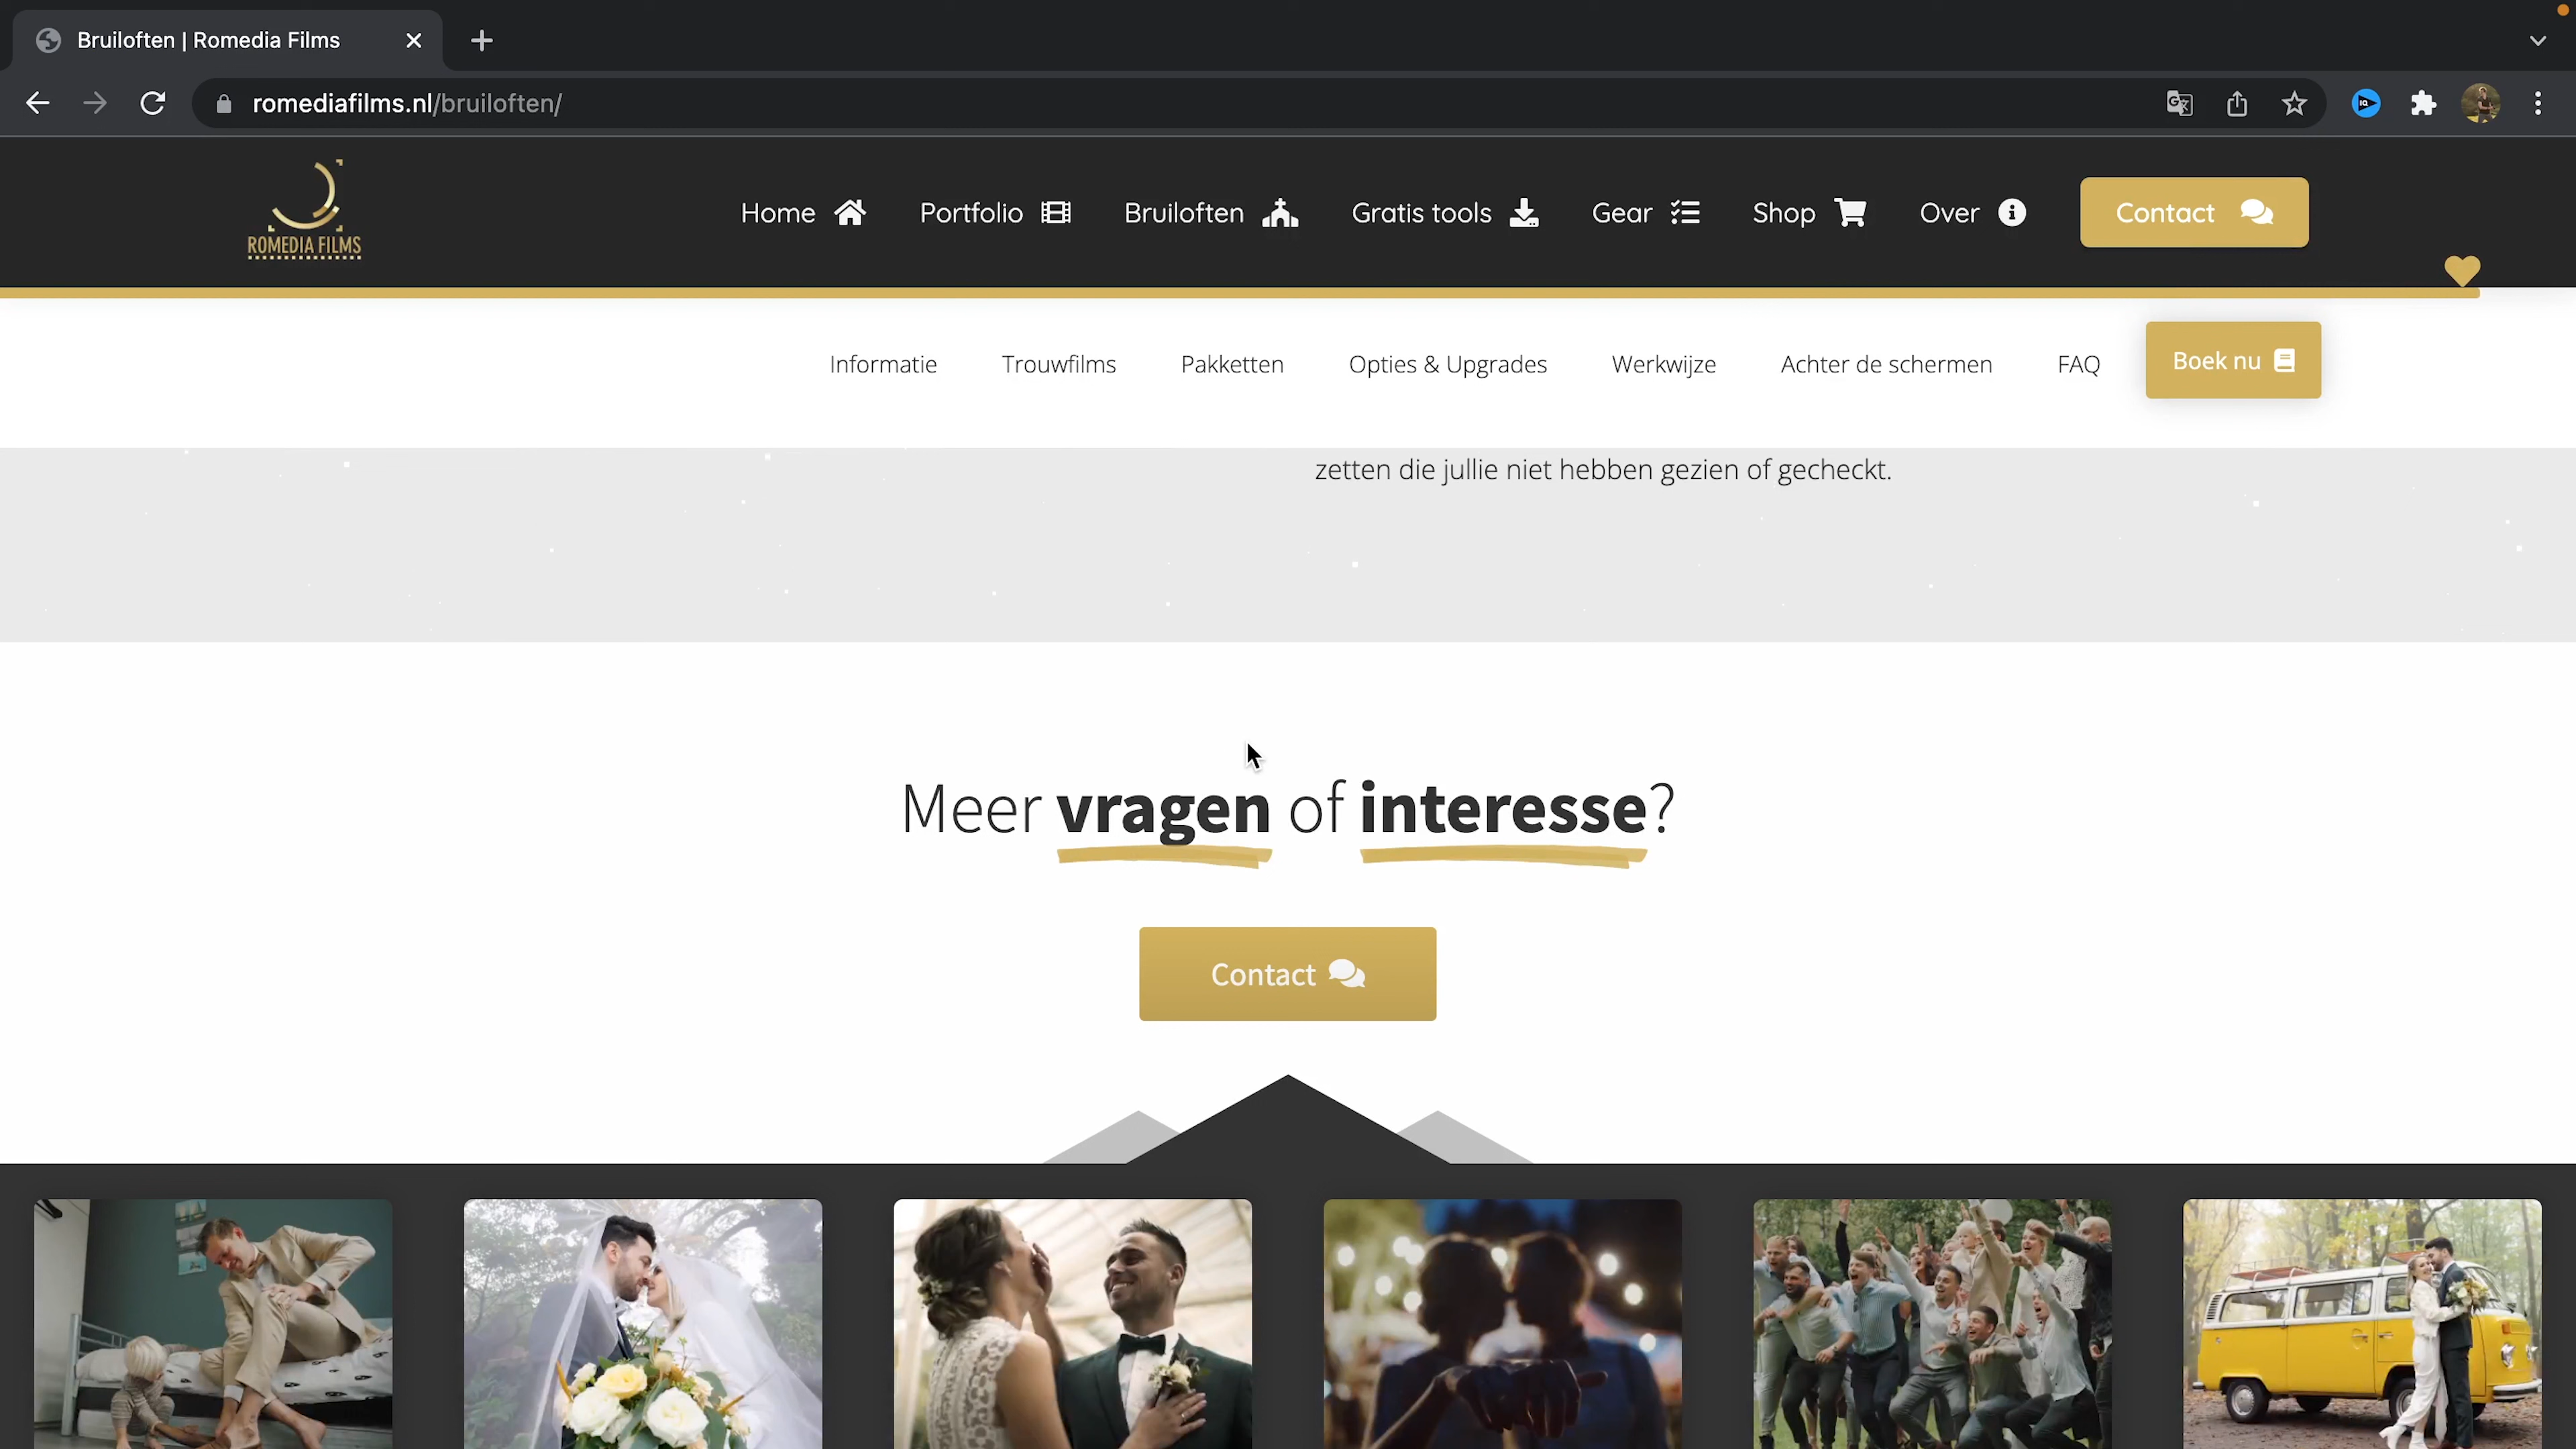 Bruiloften | Romedia Films
romediafilms.nl/bruiloften/
ROMEDIA FILMS
Home
Portfolio
Bruiloften
Gratis tools
Gear
Shop
Over
Contact
Informatie
Trouwfilms
Pakketten
Opties & Upgrades
Werkwijze
Achter de schermen
FAQ
Boek nu
zetten die jullie niet hebben gezien of gecheckt.
Meer vragen of interesse?
Contact